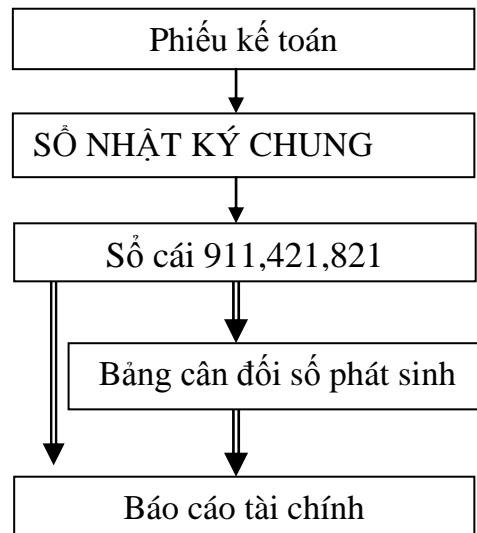 Phiếu kế toán
SỔ NHẬT KÝ CHUNG
Sổ cái 911,421,821
Bảng cân đối số phát sinh
Báo cáo tài chính